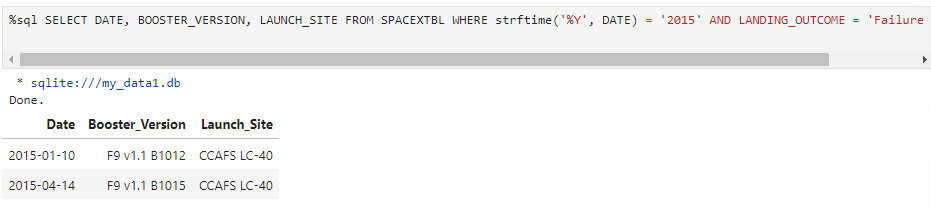 %sql SELECT DATE, BOOSTER_VERSION, LAUNCH_SITE FROM SPACEXTBL WHERE strftime('%Y', DATE) = '2015' AND LANDING_OUTCOME = 'Failure
* sqlite:///my_data1.db
Done.
Date Booster_Version Launch_Site
2015-01-10 F9 v1.1 B1012 CCAFS LC-40
2015-04-14 F9 v1.1 B1015 CCAFS LC-40